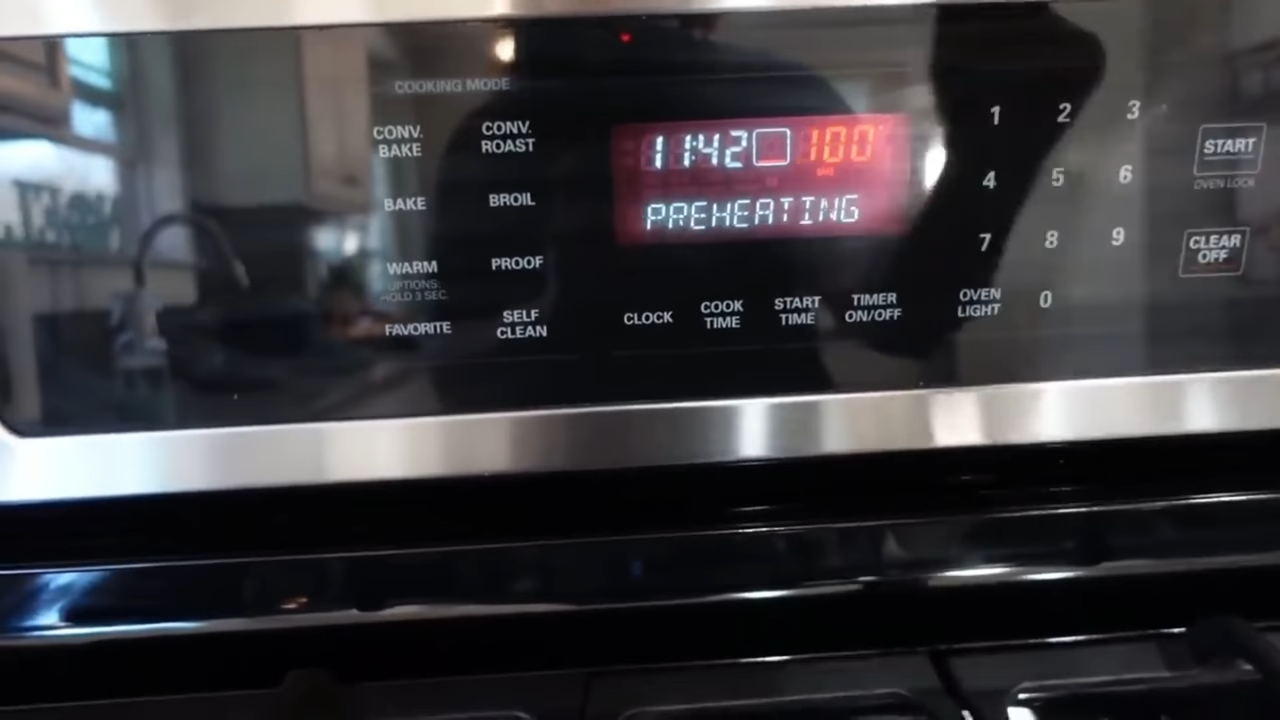 COOKING MODE
CONV. BAKE
CONV. ROAST
BAKE
BROIL
WARM
OPTIONS:
HOLD 3 SEC.
PROOF
FAVORITE
SELF CLEAN
11:42 100°
PREHEATING
CLOCK
COOK TIME
START TIME
TIMER ON/OFF
1 2 3
4 5 6
7 8 9
OVEN LIGHT
0
START
OVEN LOCK
CLEAR OFF